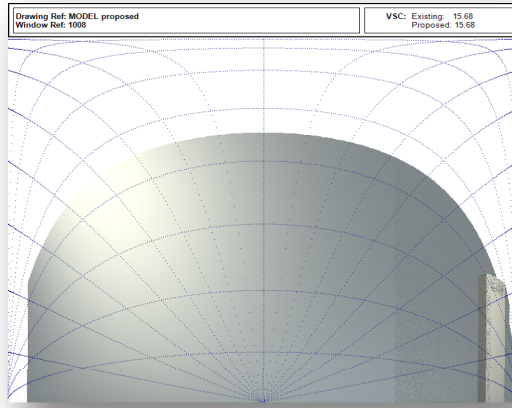 Drawing Ref: MODEL proposed
Window Ref: 1008
VSC: Existing: 15.68
Proposed: 15.68